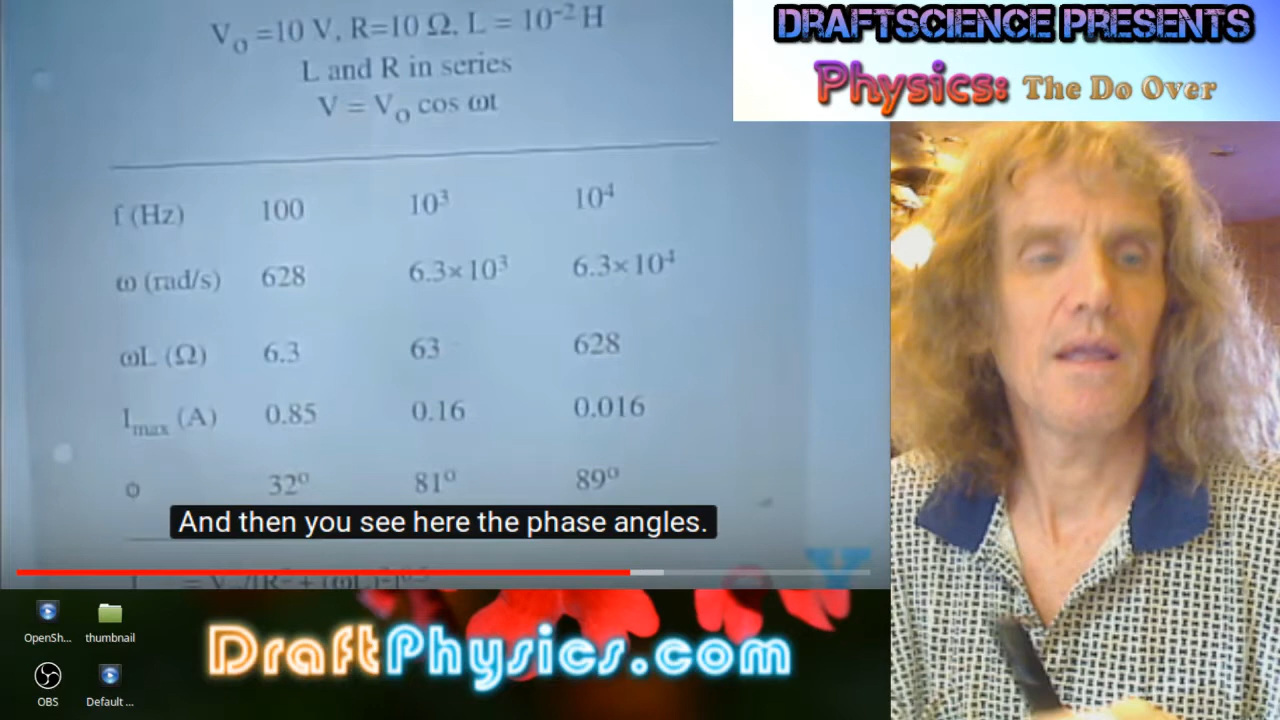 V₀ =10 V, R=10 Ω, L = 10⁻² H
L and R in series
V = V₀ cos ωt
f (Hz) 100 10³ 10⁴
ω (rad/s) 628 6.3×10³ 6.3×10⁴
ωL (Ω) 6.3 63 628
Iₘₐₓ (A) 0.85 0.16 0.016
φ 32° 81° 89°
And then you see here the phase angles.
DRAFTSCIENCE PRESENTS
Physics: The Do Over
OpenSh...
thumbnail
OBS
Default ...
DraftPhysics.com